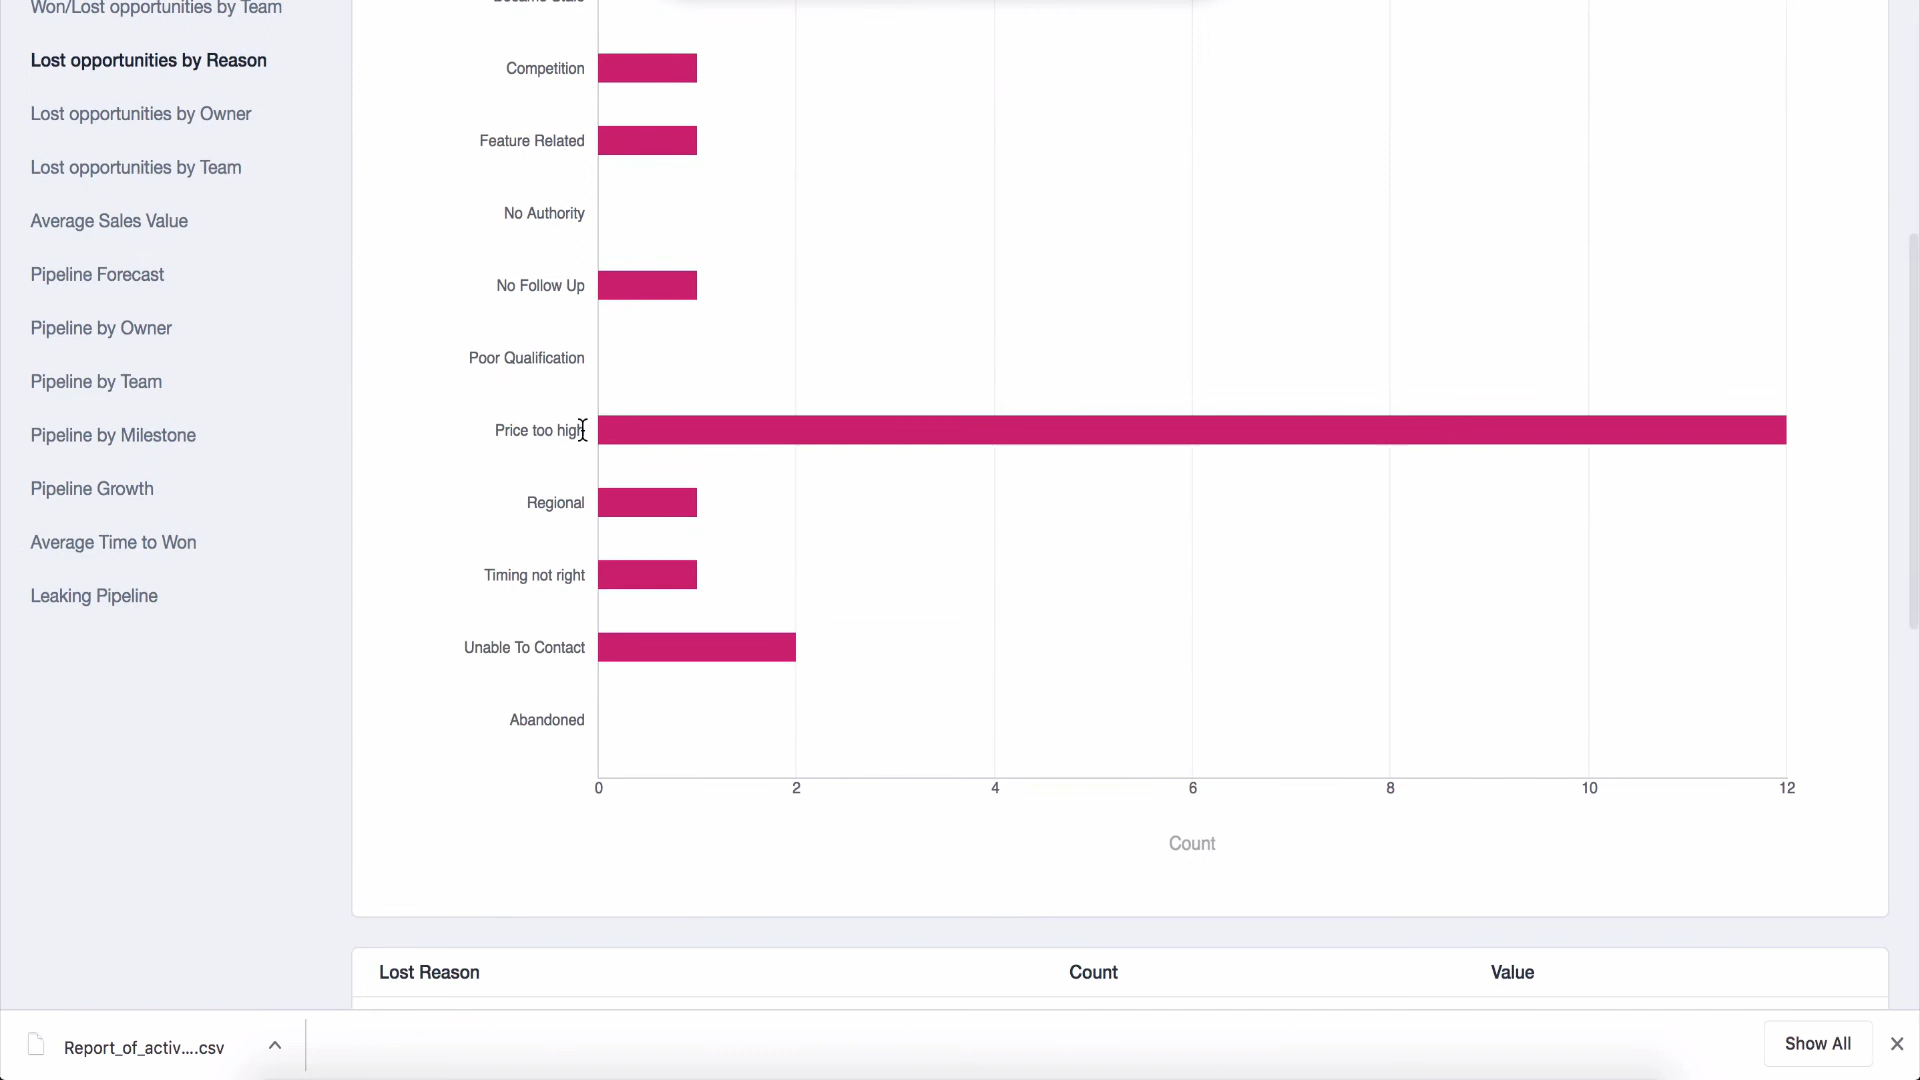 Won/Lost opportunities by Team
Lost opportunities by Reason
Lost opportunities by Owner
Lost opportunities by Team
Average Sales Value
Pipeline Forecast
Pipeline by Owner
Pipeline by Team
Pipeline by Milestone
Pipeline Growth
Average Time to Won
Leaking Pipeline
Competition
Feature Related
No Authority
No Follow Up
Poor Qualification
Price too high
Regional
Timing not right
Unable To Contact
Abandoned
0 2 4 6 8 10 12
Count
Lost Reason Count Value
Report_of_activ....csv
Show All